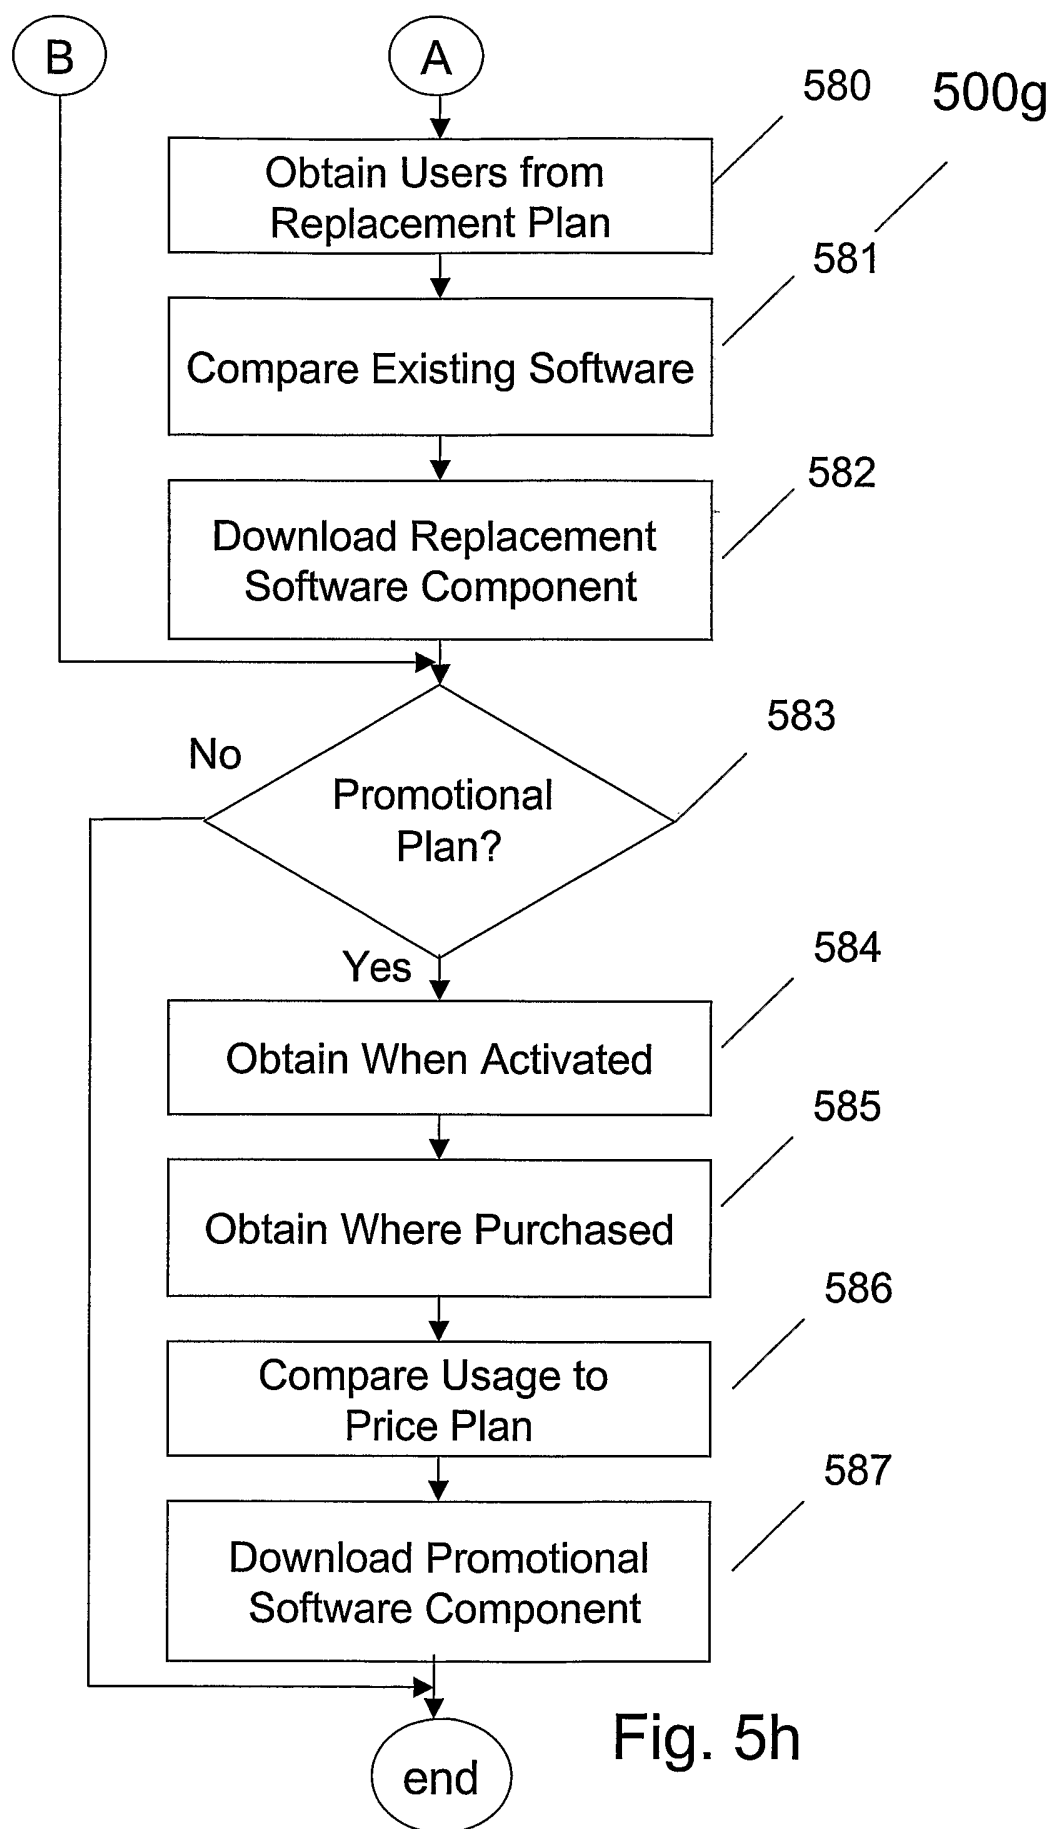 B
A
580
500g
Obtain Users from
Replacement Plan
581
Compare Existing Software
582
Download Replacement
Software Component
583
No
Promotional
Plan?
Yes
584
Obtain When Activated
585
Obtain Where Purchased
586
Compare Usage to
Price Plan
587
Download Promotional
Software Component
Fig. 5h
end